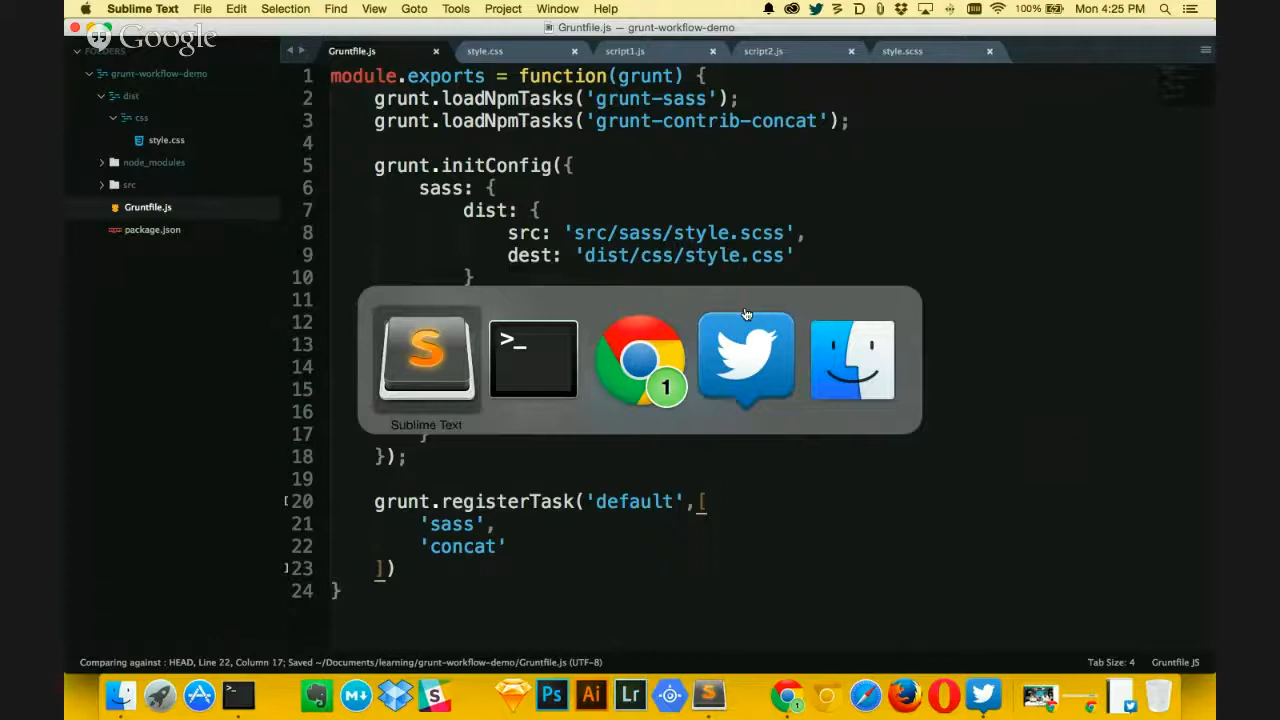 Sublime Text File Edit Selection Find View Goto Tools Project Window Help 100% Mon 4:25 PM
Gruntfile.js — grunt-workflow-demo
Google
FOLDERS
Gruntfile.js style.css script1.js script2.js style.scss
grunt-workflow-demo
dist
css
style.css
node_modules
src
Gruntfile.js
package.json
1 module.exports = function(grunt) {
2 grunt.loadNpmTasks('grunt-sass');
3 grunt.loadNpmTasks('grunt-contrib-concat');
4
5 grunt.initConfig({
6 sass: {
7 dist: {
8 src: 'src/sass/style.scss',
9 dest: 'dist/css/style.css'
10 }
11
12
13
14
15
16
17 }
18 });
19
20 grunt.registerTask('default',[
21 'sass',
22 'concat'
23 ])
24 }
S >_ 1
Sublime Text
Comparing against : HEAD, Line 22, Column 17; Saved ~/Documents/learning/grunt-workflow-demo/Gruntfile.js (UTF-8) Tab Size: 4 Gruntfile JS
>_ M S Ps Ai Lr S